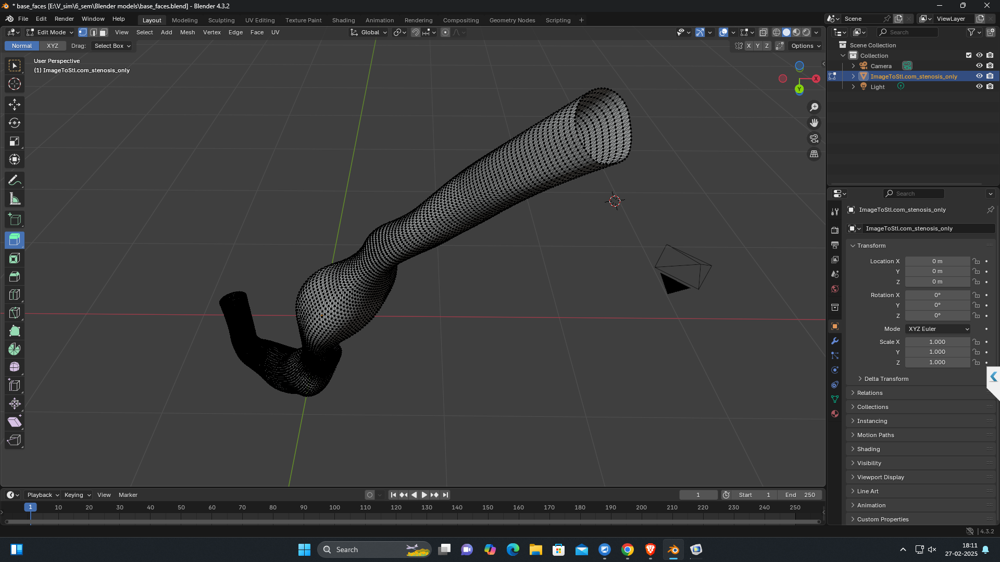 * base_faces [E:\V_sim\6_sem\Blender models\base_faces.blend] - Blender 4.3.2
File Edit Render Window Help
Layout Modeling Sculpting UV Editing Texture Paint Shading Animation Rendering Compositing Geometry Nodes Scripting +
Scene
ViewLayer
Edit Mode
View Select Add Mesh Vertex Edge Face UV
Global
Search
Normal XYZ Drag: Select Box
X Y Z
Options
User Perspective
(1) ImageToStl.com_stenosis_only
X
Y
Scene Collection
Collection
Camera
ImageToStl.com_stenosis_only
Light
Search
ImageToStl.com_stenosis_only
ImageToStl.com_stenosis_only
Transform
Location X 0 m
Y 0 m
Z 0 m
Rotation X 0°
Y 0°
Z 0°
Mode XYZ Euler
Scale X 1.000
Y 1.000
Z 1.000
Delta Transform
Relations
Collections
Instancing
Motion Paths
Shading
Visibility
Viewport Display
Line Art
Animation
Custom Properties
Playback Keying View Marker
1 Start 1 End 250
1 10 20 30 40 50 60 70 80 90 100 110 120 130 140 150 160 170 180 190 200 210 220 230 240 250
4.3.2
Search
18:11
27-02-2025